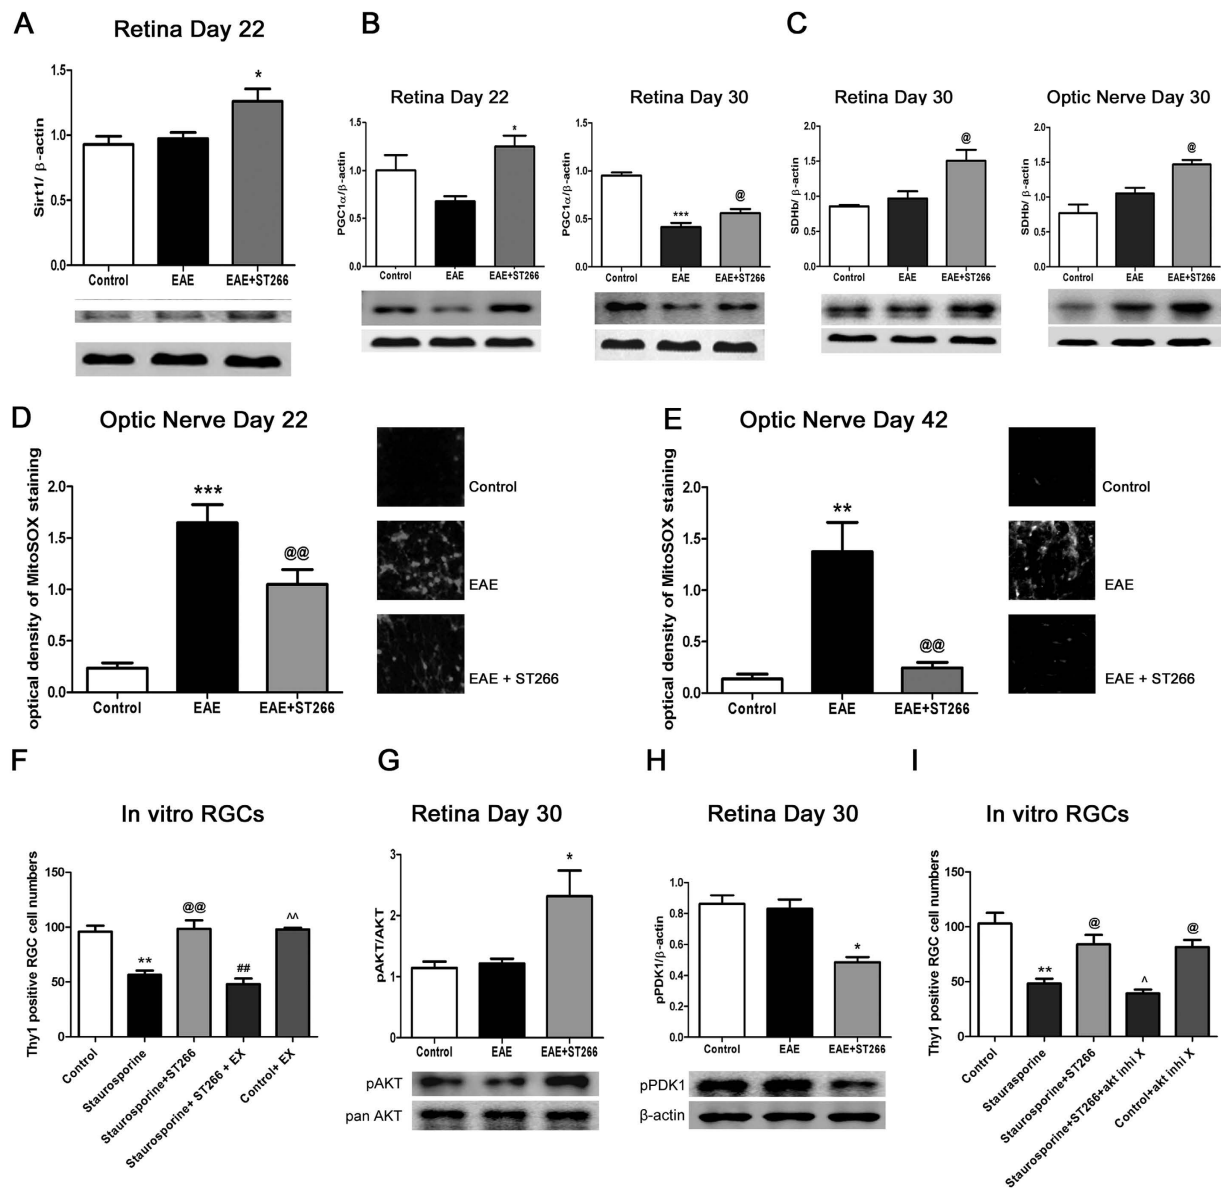 A
Retina Day 22
Sirt1/ β-actin
1.5
*
1.0
0.5
0.0
Control EAE EAE+ST266
B
Retina Day 22
PGC1α/β-actin
1.5
*
1.0
0.5
0.0
Control EAE EAE+ST266
Retina Day 30
PGC1α/β-actin
1.5
1.0
***
@
0.5
0.0
Control EAE EAE+ST266
C
Retina Day 30
SDHb/ β-actin
2.0
@
1.5
1.0
0.5
0.0
Control EAE EAE+ST266
Optic Nerve Day 30
SDHb/ β-actin
2.0
@
1.5
1.0
0.5
0.0
Control EAE EAE+ST266
D
Optic Nerve Day 22
optical density of MitoSOX staining
2.0
***
1.5
@@
1.0
0.5
0.0
Control EAE EAE+ST266
Control
EAE
EAE + ST266
E
Optic Nerve Day 42
optical density of MitoSOX staining
2.0
**
1.5
1.0
@@
0.5
0.0
Control EAE EAE+ST266
Control
EAE
EAE + ST266
F
In vitro RGCs
Thy1 positive RGC cell numbers
150
@@
^^
100
**
##
50
0
Control
Staurosporine
Staurosporine+ST266
Staurosporine+ ST266 + EX
Control+ EX
G
Retina Day 30
pAKT/AKT
3
*
2
1
0
Control EAE EAE+ST266
pAKT
pan AKT
H
Retina Day 30
pPDK1/β-actin
1.0
0.8
0.6
*
0.4
0.2
0.0
Control EAE EAE+ST266
pPDK1
β-actin
I
In vitro RGCs
Thy1 positive RGC cell numbers
150
100
@
@
**
^
50
0
Control
Staurasporine
Staurosporine+ST266
Staurosporine+ST266+akt inhi X
Control+akt inhi X